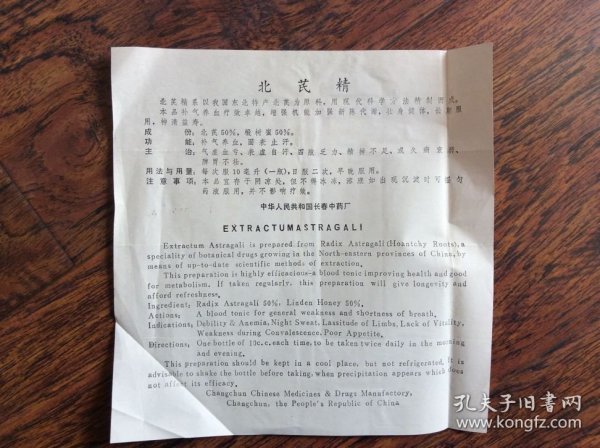 北芪精
北芪精系以我国东北特产北芪为原料，用现代科学方法精制而成。
本品补气养血疗效卓越，增强机能加强新陈代谢，壮身健体，长期服
用，神清益寿。
成份：北芪50%，椴树蜜50%。
功能：补气养血，固表止汗。
主治：气虚血亏、表虚自汗、四肢乏力、精神不足、或久病衰弱、
脾胃不壮。
用法与用量：每次服10毫升（一点），日服二次，早晚服用。
注意事项：本品宜存于阴凉处，但不得冰冻，溶液如出现沉淀时可摇匀
后液服用，并不影响疗效。
中华人民共和国长春中药厂
EXTRACTUMASTRAGALI
Extractum Astragali is prepared from Radix Astragali (Hoantchy Roots), a
speciality of botanical drugs growing in the North-eastern provinces of China, by
means of up-to-date scientific methods of extraction.
This preparation is highly efficacious-a blood tonic improving health and good
for metabolism. If taken regularly, this preparation will give longevity and
afford refreshness.
Ingredient: Radix Astragali 50%, Linden Honey 50%.
Actions: A blood tonic for general weakness and shortness of breath.
Indications, Debility & Anemia, Night Sweat, Lassitude of Limbs, Lack of Vitality,
Weakness during Convalescence, Poor Appetite.
Directions, One bottle of 10c.c. each time, to be taken twice daily in the morning
and evening.
This preparation should be kept in a cool place, but not refrigerated. It is
advisable to shake the bottle before taking, when precipitation appears which does
not affect its efficacy.
Changchun Chinese Medicines & Drugs Manufactory,
Changchun, the People's Republic of China
孔夫子旧书网